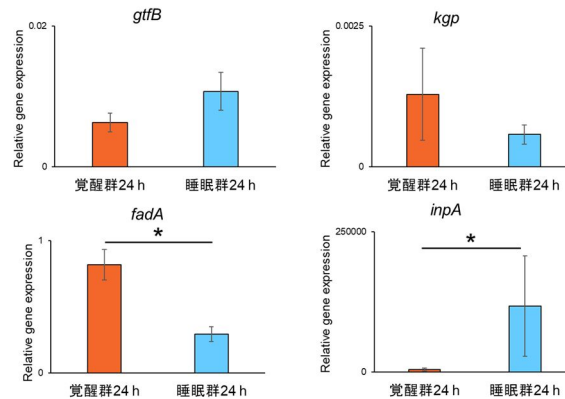 gtfB
0.02
Relative gene expression
0
覚醒群24 h
睡眠群24 h
kgp
0.0025
Relative gene expression
0
覚醒群24 h
睡眠群24 h
fadA
1
*
Relative gene expression
0
覚醒群24 h
睡眠群24 h
inpA
250000
*
Relative gene expression
0
覚醒群24 h
睡眠群24 h